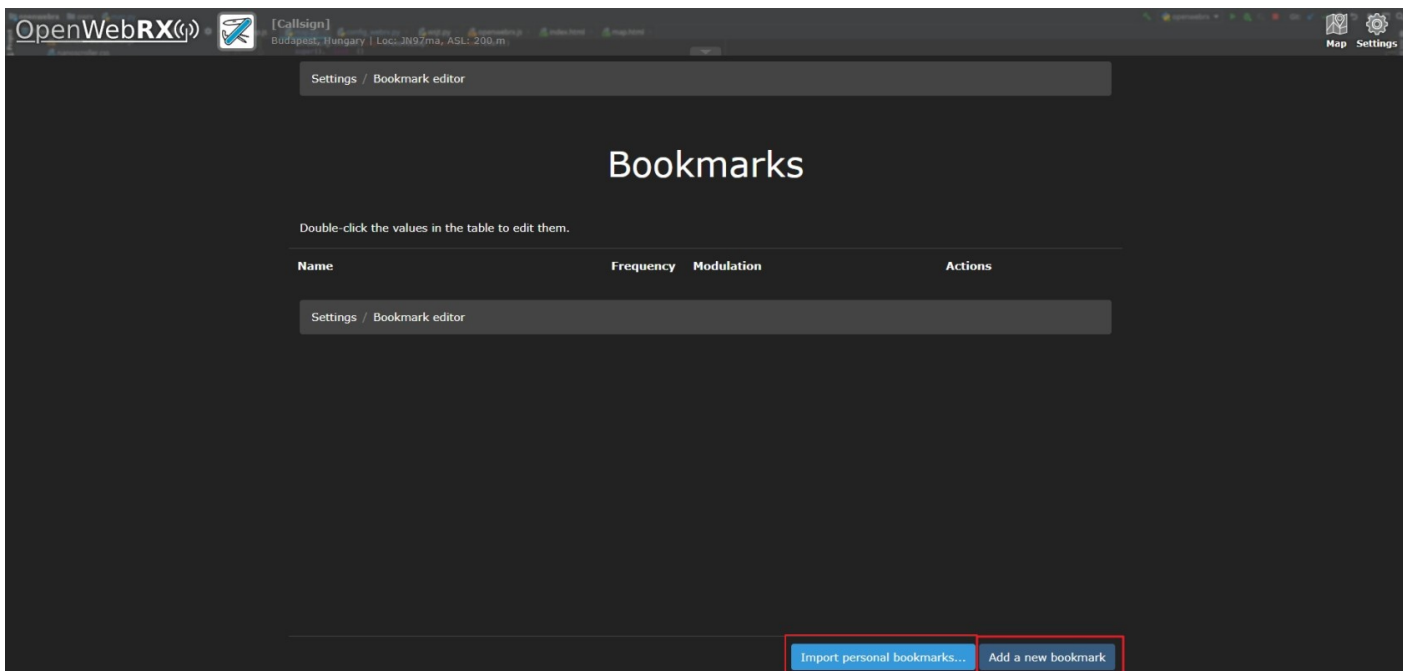 OpenWebRX
[Callsign]
Budapest, Hungary | Loc: JN97ma, ASL: 200 m
Map Settings
Settings / Bookmark editor
Bookmarks
Double-click the values in the table to edit them.
Name Frequency Modulation Actions
Settings / Bookmark editor
Import personal bookmarks... Add a new bookmark